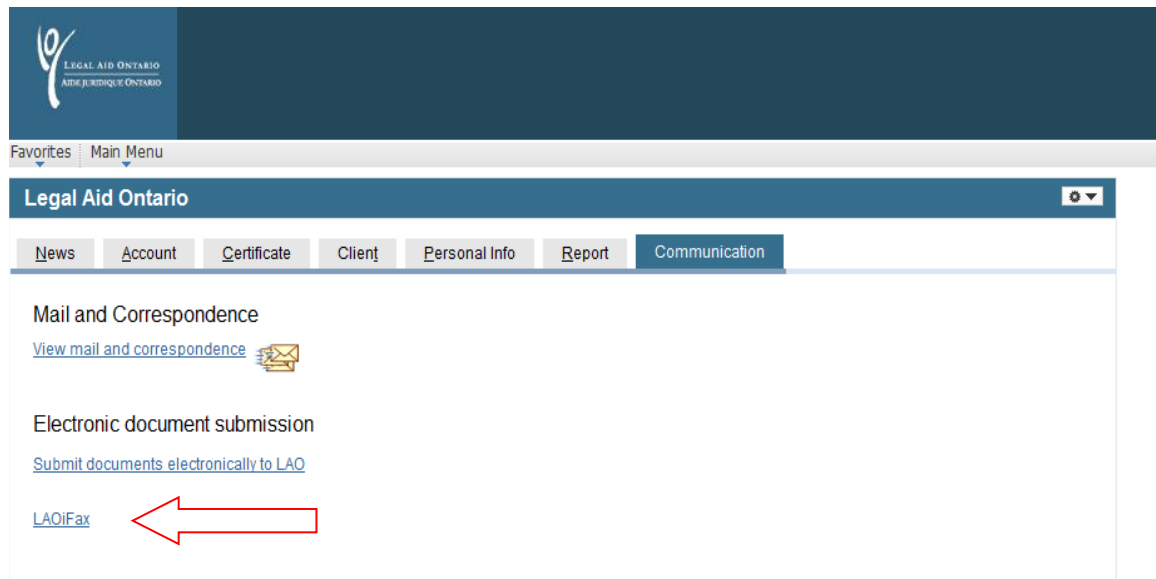 LEGAL AID ONTARIO
AIDE JURIDIQUE ONTARIO
Favorites Main Menu
Legal Aid Ontario
News Account Certificate Client Personal Info Report Communication
Mail and Correspondence
View mail and correspondence
Electronic document submission
Submit documents electronically to LAO
LAOiFax